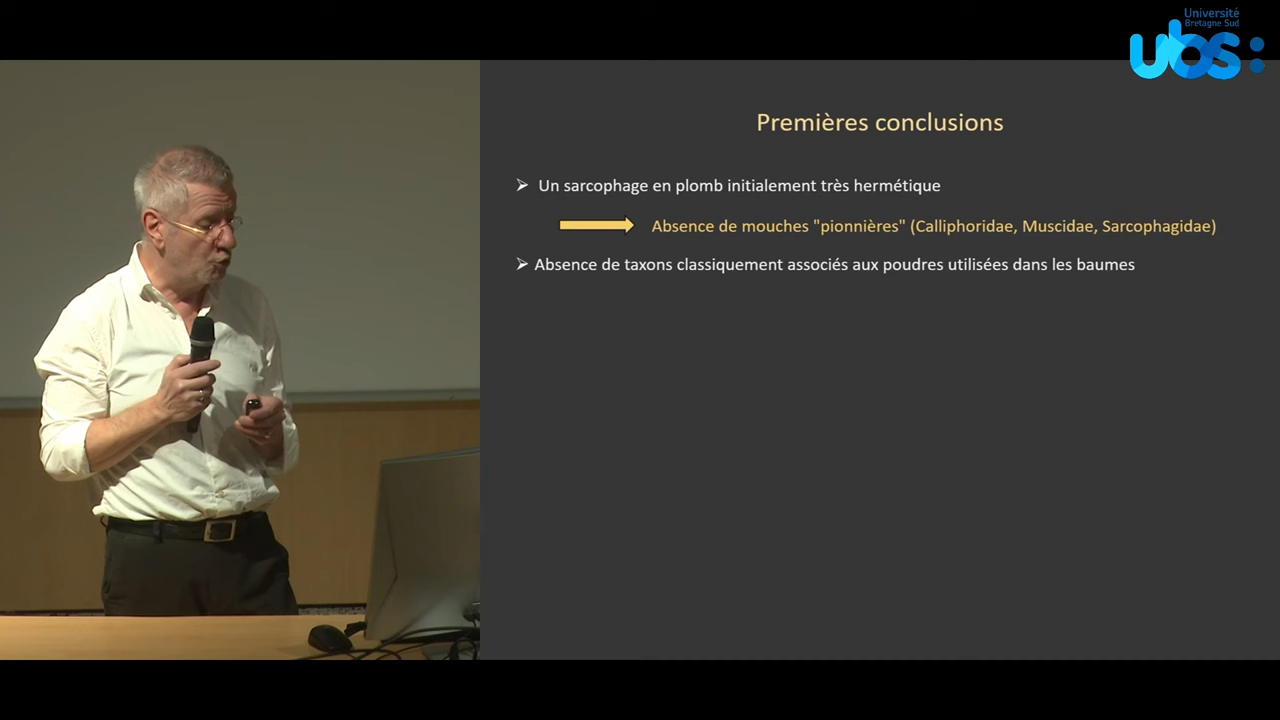 Université
Bretagne Sud
ubs:
Premières conclusions
➢ Un sarcophage en plomb initialement très hermétique
Absence de mouches "pionnières" (Calliphoridae, Muscidae, Sarcophagidae)
➢ Absence de taxons classiquement associés aux poudres utilisées dans les baumes